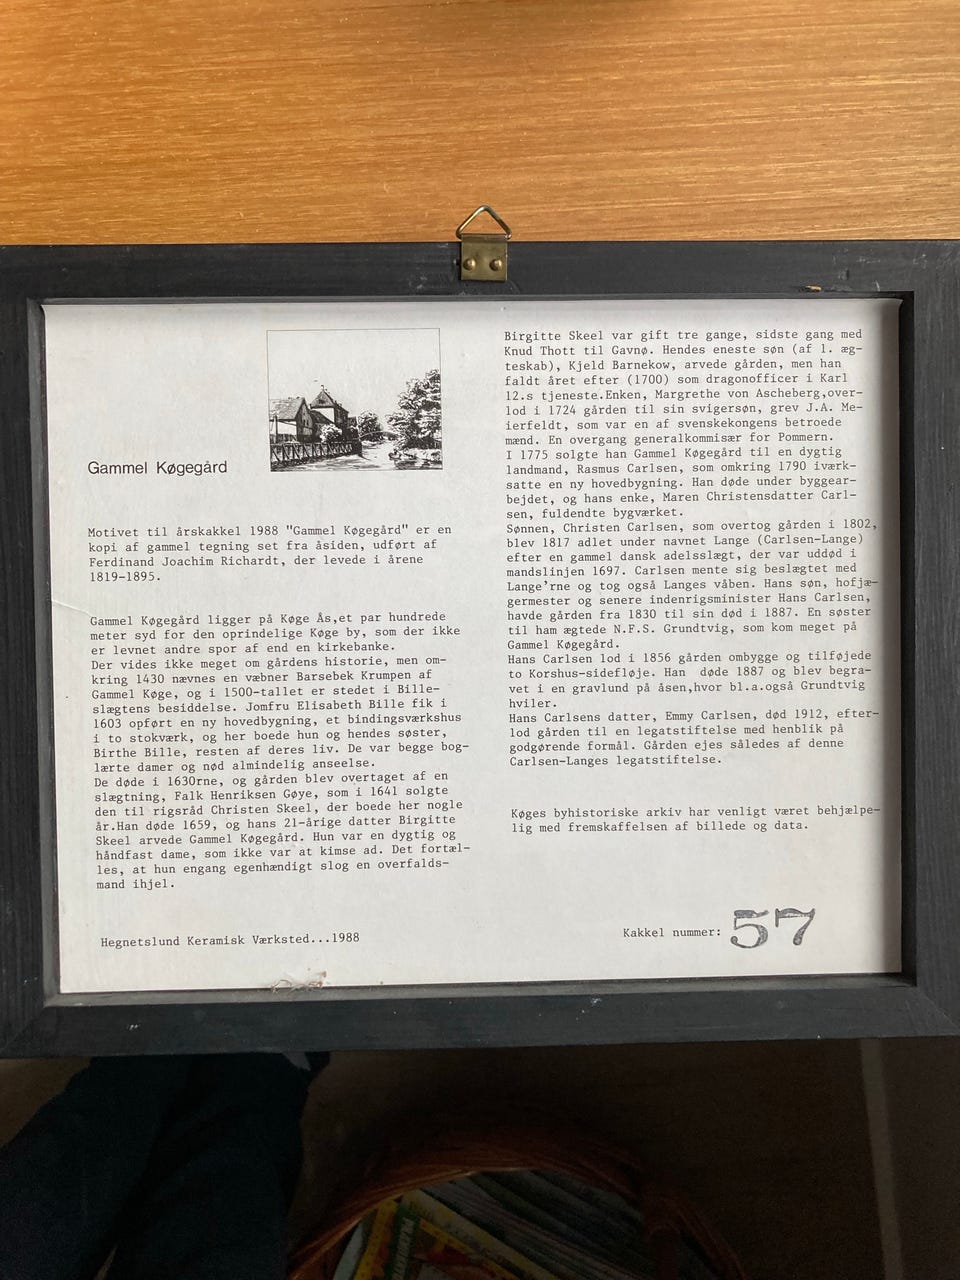 Gammel Køgegård
Motivet til årskakkel 1988 "Gammel Køgegård" er en
kopi af gammel tegning set fra åsiden, udført af
Ferdinand Joachim Richardt, der levede i årene
1819-1895.
Gammel Køgegård ligger på Køge Ås,et par hundrede
meter syd for den oprindelige Køge by, som der ikke
er levnet andre spor af end en kirkebanke.
Der vides ikke meget om gårdens historie, men om-
kring 1430 nævnes en væbner Barsebek Krumpen af
Gammel Køge, og i 1500-tallet er stedet i Bille-
slægtens besiddelse. Jomfru Elisabeth Bille fik i
1603 opført en ny hovedbygning, et bindingsværkshus
i to stokværk, og her boede hun og hendes søster,
Birthe Bille, resten af deres liv. De var begge bog-
lærte damer og nød almindelig anseelse.
De døde i 1630rne, og gården blev overtaget af en
slægtning, Falk Henriksen Gøye, som i 1641 solgte
den til rigsråd Christen Skeel, der boede her nogle
år.Han døde 1659, og hans 21-årige datter Birgitte
Skeel arvede Gammel Køgegård. Hun var en dygtig og
håndfast dame, som ikke var at kimse ad. Det fortæl-
les, at hun engang egenhændigt slog en overfalds-
mand ihjel.
Hegnetslund Keramisk Værksted...1988
Birgitte Skeel var gift tre gange, sidste gang med
Knud Thott til Gavnø. Hendes eneste søn (af 1. æg-
teskab), Kjeld Barnekow, arvede gården, men han
faldt året efter (1700) som dragonofficer i Karl
12.s tjeneste.Enken, Margrethe von Ascheberg,over-
lod i 1724 gården til sin svigersøn, grev J.A. Me-
ierfeldt, som var en af svenskekongens betroede
mænd. En overgang generalkommisær for Pommern.
I 1775 solgte han Gammel Køgegård til en dygtig
landmand, Rasmus Carlsen, som omkring 1790 iværk-
satte en ny hovedbygning. Han døde under byggear-
bejdet, og hans enke, Maren Christensdatter Carl-
sen, fuldendte bygværket.
Sønnen, Christen Carlsen, som overtog gården i 1802,
blev 1817 adlet under navnet Lange (Carlsen-Lange)
efter en gammel dansk adelsslægt, der var uddød i
mandslinjen 1697. Carlsen mente sig beslægtet med
Lange'rne og tog også Langes våben. Hans søn, hofjæ-
germester og senere indenrigsminister Hans Carlsen,
havde gården fra 1830 til sin død i 1887. En søster
til ham ægtede N.F.S. Grundtvig, som kom meget på
Gammel Køgegård.
Hans Carlsen lod i 1856 gården ombygge og tilføjede
to Korshus-sidefløje. Han døde 1887 og blev begra-
vet i en gravlund på åsen,hvor bl.a.også Grundtvig
hviler.
Hans Carlsens datter, Emmy Carlsen, død 1912, efter-
lod gården til en legatstiftelse med henblik på
godgørende formål. Gården ejes således af denne
Carlsen-Langes legatstiftelse.
Køges byhistoriske arkiv har venligt været behjælpe-
lig med fremskaffelsen af billede og data.
Kakkel nummer: 57